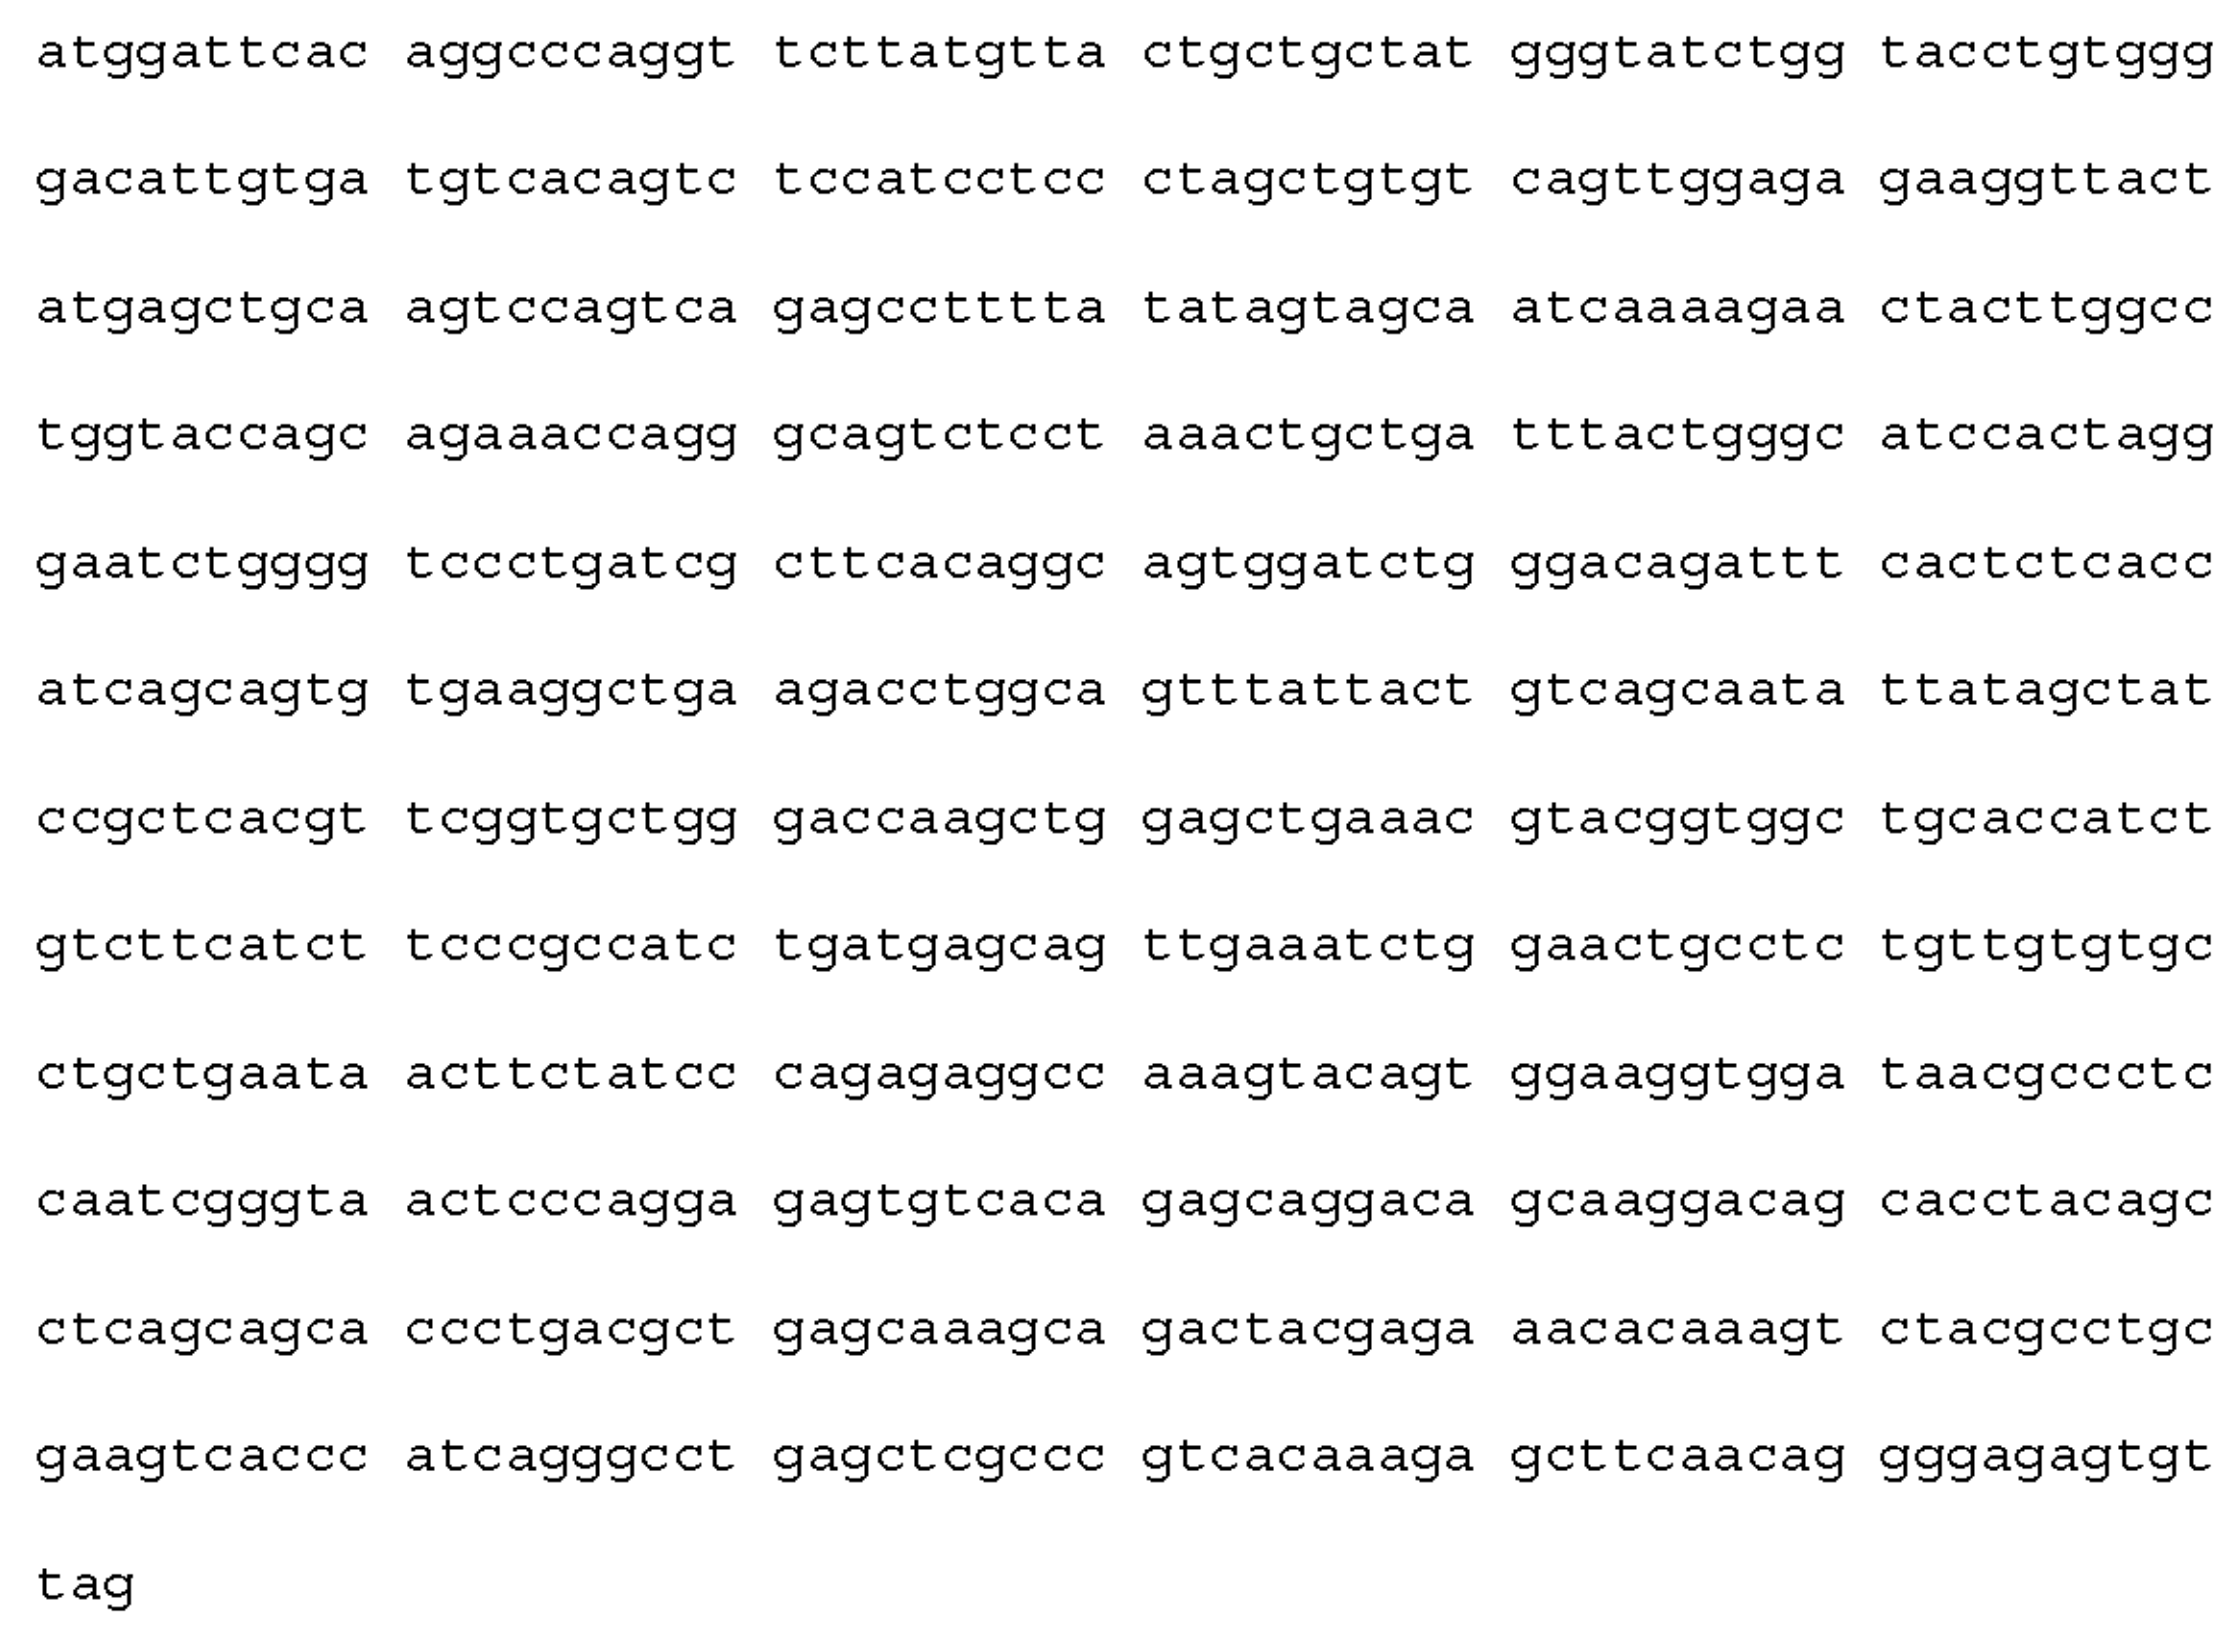 atggattcac aggcccaggt tcttatgtta ctgctgctat gggtatctgg tacctgtggg
gacattgtga tgtcacagtc tccatcctcc ctagctgtgt cagttggaga gaaggttact
atgagctgca agtccagtca gagcctttta tatagtagca atcaaaagaa ctacttggcc
tggtaccagc agaaaccagg gcagtctcct aaactgctga tttactgggc atccactagg
gaatctgggg tccctgatcg cttcacaggc agtggatctg ggacagattt cactctcacc
atcagcagtg tgaaggctga agacctggca gtttattact gtcagcaata ttatagctat
ccgctcacgt tcggtgctgg gaccaagctg gagctgaaac gtacggtggc tgcaccatct
gtcttcatct tcccgccatc tgatgagcag ttgaaatctg gaactgcctc tgttgtgtgc
ctgctgaata acttctatcc cagagaggcc aaagtacagt ggaaggtgga taacgccctc
caatcgggta actcccagga gagtgtcaca gagcaggaca gcaaggacag cacctacagc
ctcagcagca ccctgacgct gagcaaagca gactacgaga aacacaaagt ctacgcctgc
gaagtcaccc atcagggcct gagctcgccc gtcacaaaga gcttcaacag gggagagtgt
tag